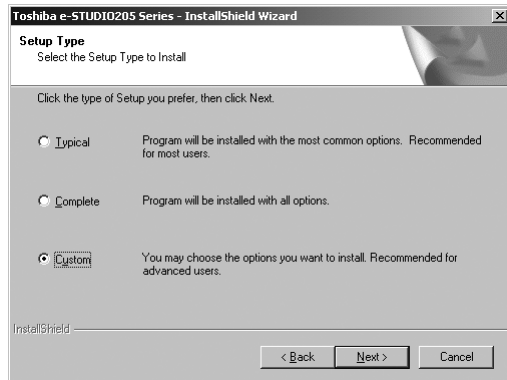 Toshiba e-STUDIO205 Series - InstallShield Wizard
Setup Type
Select the Setup Type to Install
Click the type of Setup you prefer, then click Next.
Typical
Program will be installed with the most common options. Recommended
for most users.
Complete
Program will be installed with all options.
Custom
You may choose the options you want to install. Recommended for
advanced users.
InstallShield
< Back
Next >
Cancel